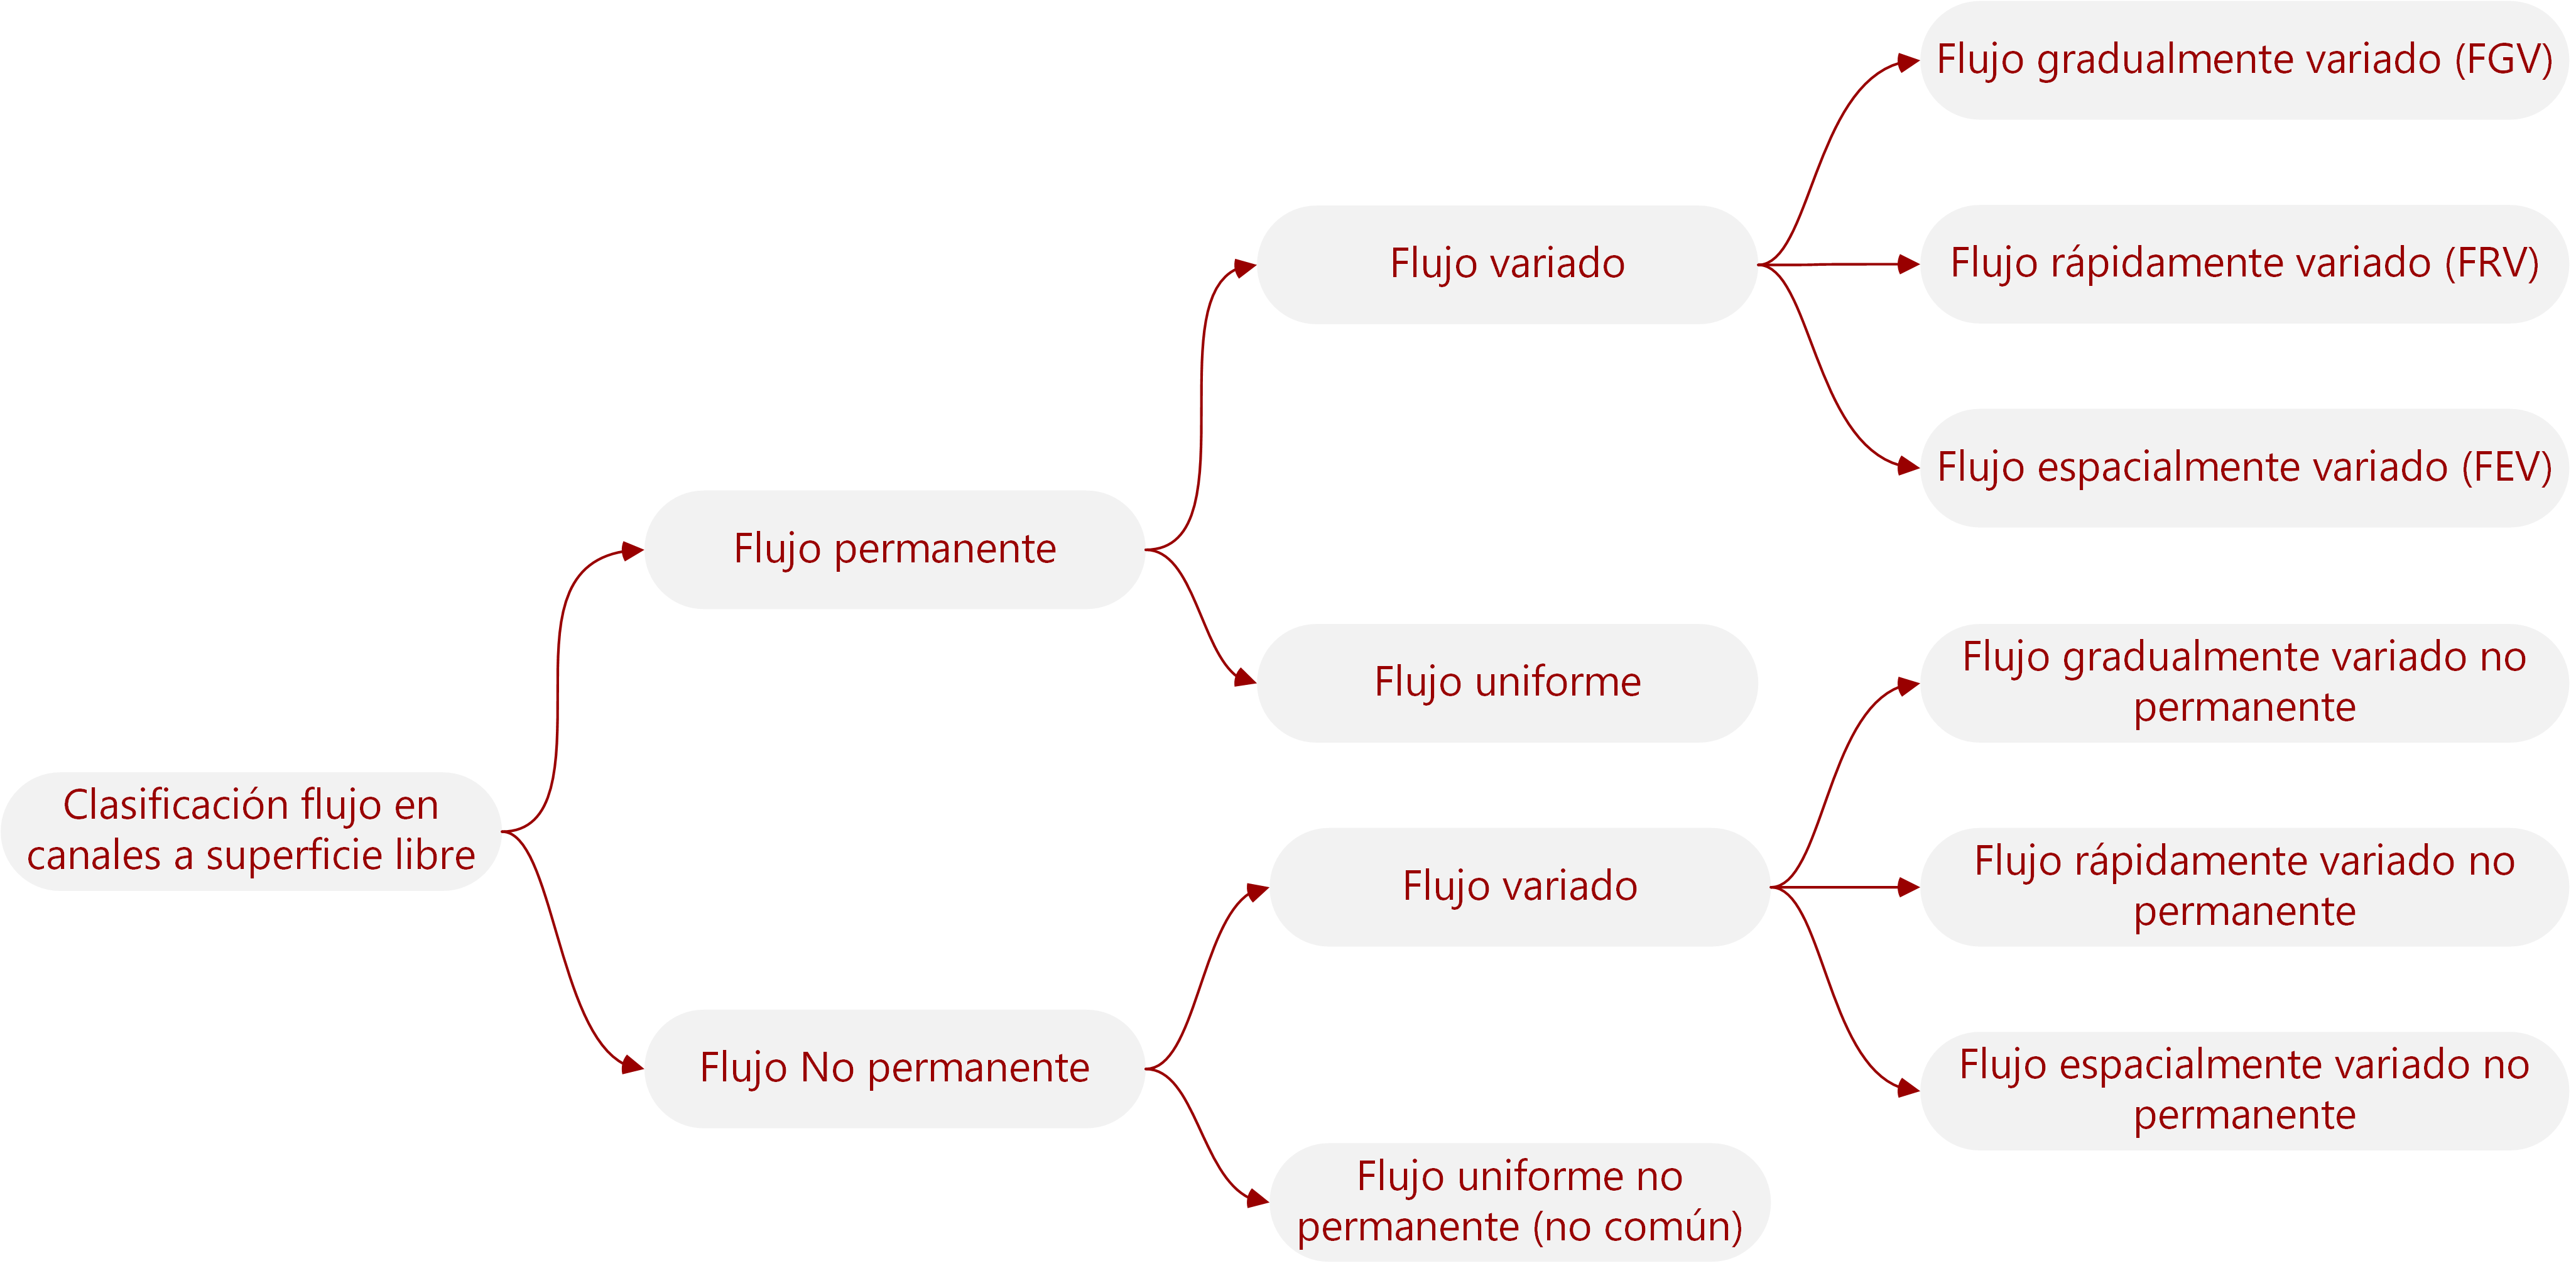 Flujo gradualmente variado (FGV)
Flujo variado
Flujo rápidamente variado (FRV)
Flujo espacialmente variado (FEV)
Flujo permanente
Flujo uniforme
Flujo gradualmente variado no
permanente
Clasificación flujo en
canales a superficie libre
Flujo variado
Flujo rápidamente variado no
permanente
Flujo No permanente
Flujo espacialmente variado no
permanente
Flujo uniforme no
permanente (no común)